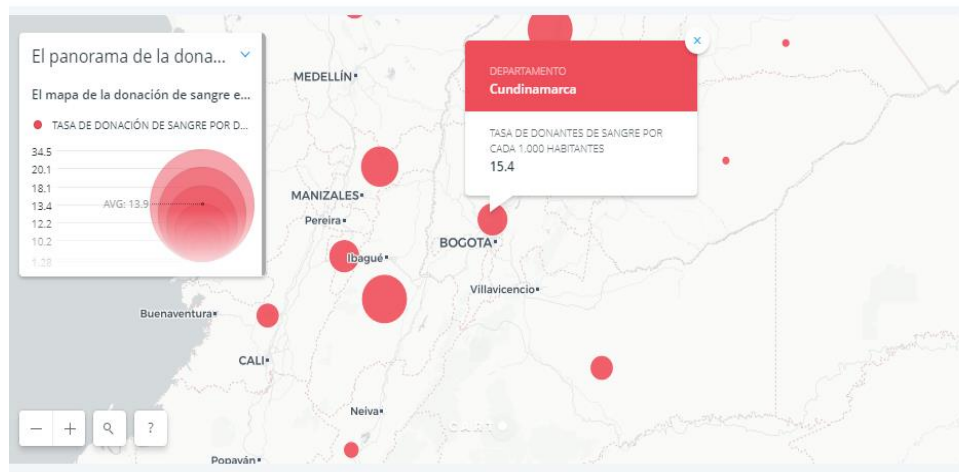 El panorama de la dona...
El mapa de la donación de sangre e...
TASA DE DONACIÓN DE SANGRE POR D...
34.5
20.1
18.1
13.4
AVG: 13.9
12.2
10.2
1.28
DEPARTAMENTO
Cundinamarca
TASA DE DONANTES DE SANGRE POR
CADA 1.000 HABITANTES
15.4
×
MEDELLÍN
MANIZALES
Pereira
BOGOTA
Ibagué
Villavicencio
Buenaventura
CALI
Neiva
Popayán
− +
?